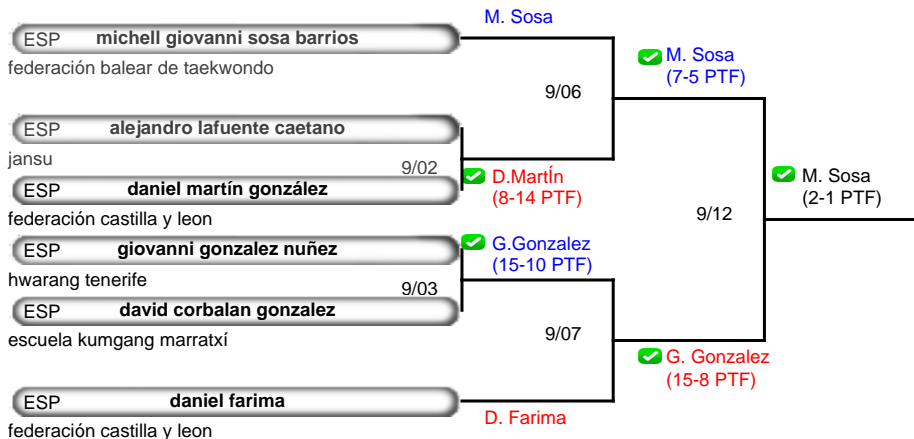 M. Sosa
ESP michell giovanni sosa barrios
federación balear de taekwondo
M. Sosa
(7-5 PTF)
9/06
ESP alejandro lafuente caetano
jansu
9/02
D.MartÍn
(8-14 PTF)
ESP daniel martín gonzález
federación castilla y leon
M. Sosa
(2-1 PTF)
9/12
ESP giovanni gonzalez nuñez
hwarang tenerife
G.Gonzalez
(15-10 PTF)
9/03
ESP david corbalan gonzalez
escuela kumgang marratxí
9/07
G. Gonzalez
(15-8 PTF)
ESP daniel farima
federación castilla y leon
D. Farima